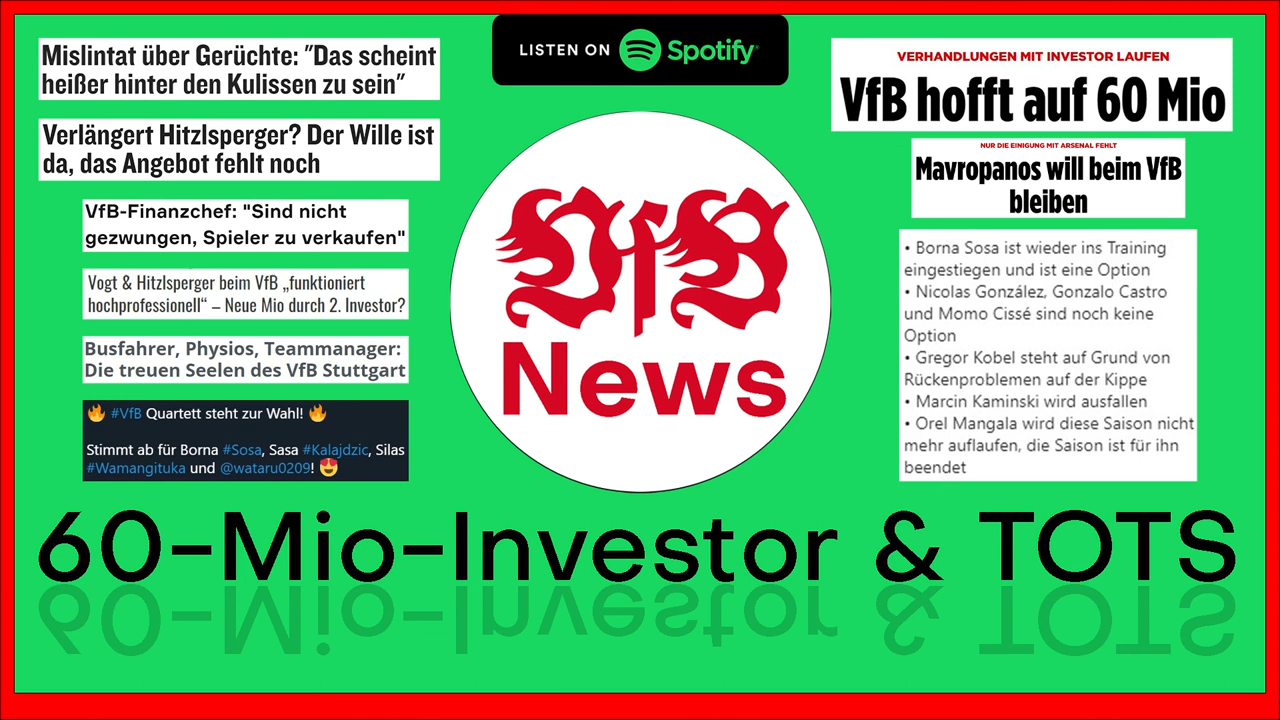 LISTEN ON Spotify
Mislintat über Gerüchte: "Das scheint
heißer hinter den Kulissen zu sein"
Verlängert Hitzlsperger? Der Wille ist
da, das Angebot fehlt noch
VfB-Finanzchef: "Sind nicht
gezwungen, Spieler zu verkaufen"
Vogt & Hitzlsperger beim VfB „funktioniert
hochprofessionell“ – Neue Mio durch 2. Investor?
Busfahrer, Physios, Teammanager:
Die treuen Seelen des VfB Stuttgart
🔥 #VfB Quartett steht zur Wahl! 🔥
Stimmt ab für Borna #Sosa, Sasa #Kalajdzic, Silas
#Wamangituka und @wataru0209! 😍
VfB
News
VERHANDLUNGEN MIT INVESTOR LAUFEN
VfB hofft auf 60 Mio
NUR DIE EINIGUNG MIT ARSENAL FEHLT
Mavropanos will beim VfB
bleiben
• Borna Sosa ist wieder ins Training
eingestiegen und ist eine Option
• Nicolas González, Gonzalo Castro
und Momo Cissé sind noch keine
Option
• Gregor Kobel steht auf Grund von
Rückenproblemen auf der Kippe
• Marcin Kaminski wird ausfallen
• Orel Mangala wird diese Saison nicht
mehr auflaufen, die Saison ist für ihn
beendet
60-Mio-Investor & TOTS